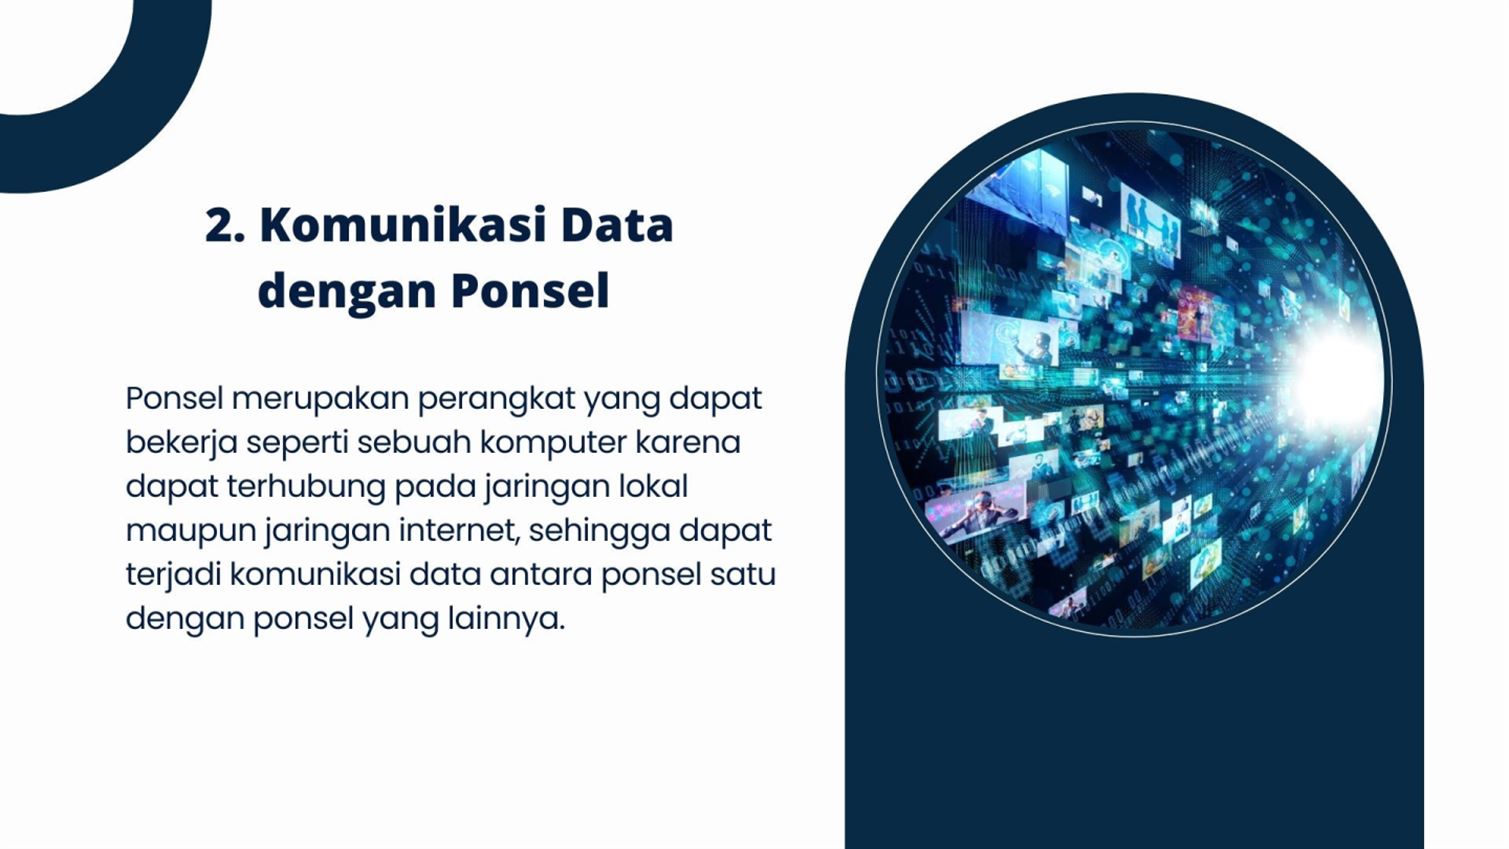 2. Komunikasi Data
dengan Ponsel
Ponsel merupakan perangkat yang dapat
bekerja seperti sebuah komputer karena
dapat terhubung pada jaringan lokal
maupun jaringan internet, sehingga dapat
terjadi komunikasi data antara ponsel satu
dengan ponsel yang lainnya.